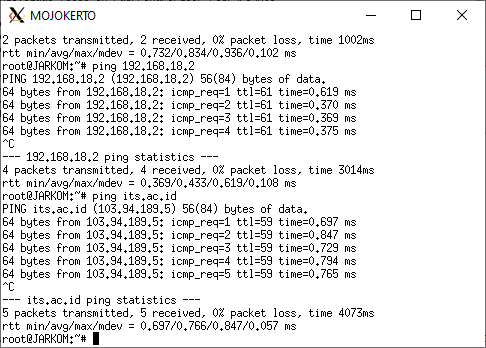 MOJOKERTO
2 packets transmitted, 2 received, 0% packet loss, time 1002ms
rtt min/avg/max/mdev = 0.732/0.834/0.936/0.102 ms
root@JARKOM:~# ping 192.168.18.2
PING 192.168.18.2 (192.168.18.2) 56(84) bytes of data.
64 bytes from 192.168.18.2: icmp_req=1 ttl=61 time=0.619 ms
64 bytes from 192.168.18.2: icmp_req=2 ttl=61 time=0.370 ms
64 bytes from 192.168.18.2: icmp_req=3 ttl=61 time=0.369 ms
64 bytes from 192.168.18.2: icmp_req=4 ttl=61 time=0.375 ms
^C
--- 192.168.18.2 ping statistics ---
4 packets transmitted, 4 received, 0% packet loss, time 3014ms
rtt min/avg/max/mdev = 0.369/0.433/0.619/0.108 ms
root@JARKOM:~# ping its.ac.id
PING its.ac.id (103.94.189.5) 56(84) bytes of data.
64 bytes from 103.94.189.5: icmp_req=1 ttl=59 time=0.697 ms
64 bytes from 103.94.189.5: icmp_req=2 ttl=59 time=0.847 ms
64 bytes from 103.94.189.5: icmp_req=3 ttl=59 time=0.729 ms
64 bytes from 103.94.189.5: icmp_req=4 ttl=59 time=0.794 ms
64 bytes from 103.94.189.5: icmp_req=5 ttl=59 time=0.765 ms
^C
--- its.ac.id ping statistics ---
5 packets transmitted, 5 received, 0% packet loss, time 4073ms
rtt min/avg/max/mdev = 0.697/0.766/0.847/0.057 ms
root@JARKOM:~#